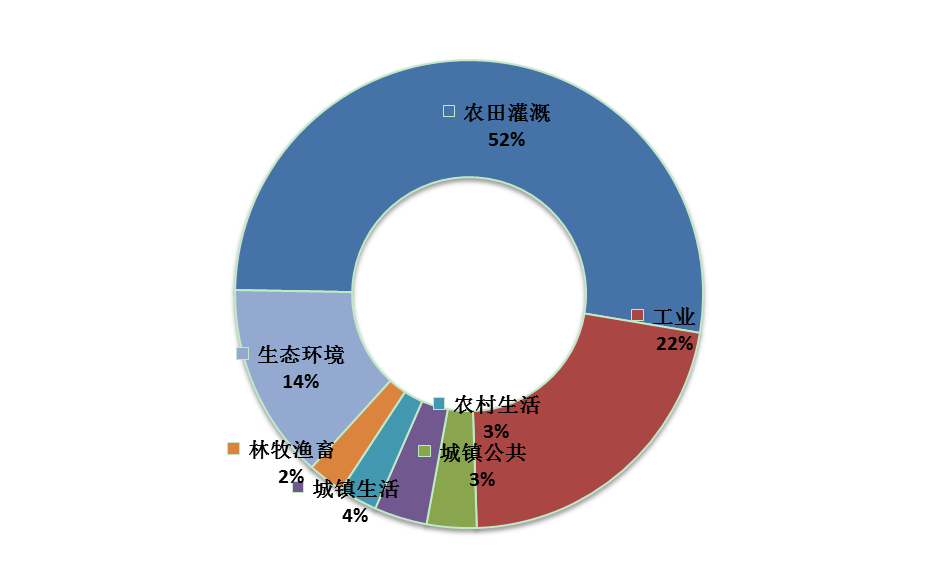 农田灌溉
52%
工业
22%
生态环境
14%
农村生活
3%
城镇公共
3%
林牧渔畜
2%
城镇生活
4%